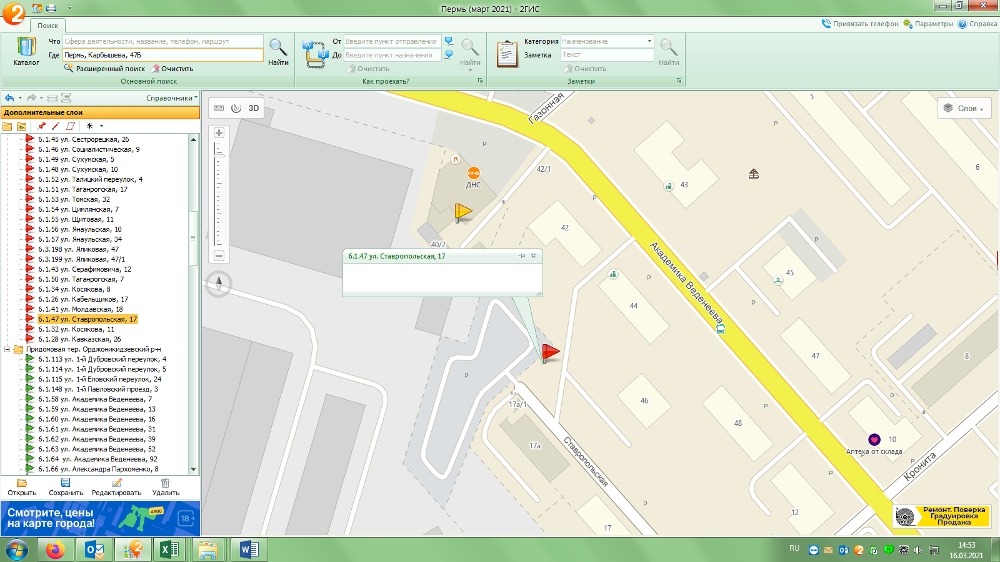 Пермь (март 2021) - 2ГИС
Поиск
Привязать телефон
Параметры
Справка
Что
Сфера деятельности, название, телефон, маршрут
Где
Пермь, Карбышева, 47Б
Каталог
Найти
Расширенный поиск
Очистить
Основной поиск
От
Введите пункт отправления
До
Введите пункт назначения
Найти
Очистить
Как проехать?
Категория
Наименование
Заметка
Текст
Найти
Очистить
Заметки
Справочники
Дополнительные слои
6.1.45 ул. Сестрорецкая, 26
6.1.46 ул. Социалистическая, 9
6.1.49 ул. Сухумская, 5
6.1.48 ул. Сухумская, 10
6.1.52 ул. Талицкий переулок, 4
6.1.51 ул. Таганрогская, 17
6.1.53 ул. Томская, 32
6.1.54 ул. Цимлянская, 7
6.1.55 ул. Щитовая, 11
6.1.56 ул. Янаульская, 10
6.1.57 ул. Янаульская, 34
6.3.198 ул. Яликовая, 47
6.3.199 ул. Яликовая, 47/1
6.1.43 ул. Серафимовича, 12
6.1.50 ул. Таганрогская, 7
6.1.34 ул. Косякова, 8
6.1.26 ул. Кабельщиков, 17
6.1.41 ул. Молдавская, 18
6.1.47 ул. Ставропольская, 17
6.1.32 ул. Косякова, 11
6.1.28 ул. Кавказская, 26
Придомовая тер. Орджоникидзевский р-н
6.1.113 ул. 1-й Дубровский переулок, 4
6.1.114 ул. 1-й Дубровский переулок, 5
6.1.115 ул. 1-й Еловский переулок, 24
6.1.148 ул. 1-й Павловский проезд, 3
6.1.58 ул. Академика Веденеева, 7
6.1.59 ул. Академика Веденеева, 13
6.1.60 ул. Академика Веденеева, 16
6.1.61 ул. Академика Веденеева, 31
6.1.62 ул. Академика Веденеева, 39
6.1.63 ул. Академика Веденеева, 52
6.1.64 ул. Академика Веденеева, 92
6.1.66 ул. Александра Пархоменко, 8
Открыть
Сохранить
Редактировать
Удалить
Смотрите, цены
на карте города!
4900
18+
3D
Слои
Газонная
5
P
P
6
42/1
DNS
ДНС
43
P
42
40/2
P
Академика Веденеева
45
P
6.1.47 ул. Ставропольская, 17
44
P
47
8
P
46
P
17а/1
P
48
10
Аптека от склада
17а
Ставропольская
P
Кронита
P
P
12
17
Ремонт. Поверка
Градуировка
Продажа
RU
14:53
16.03.2021